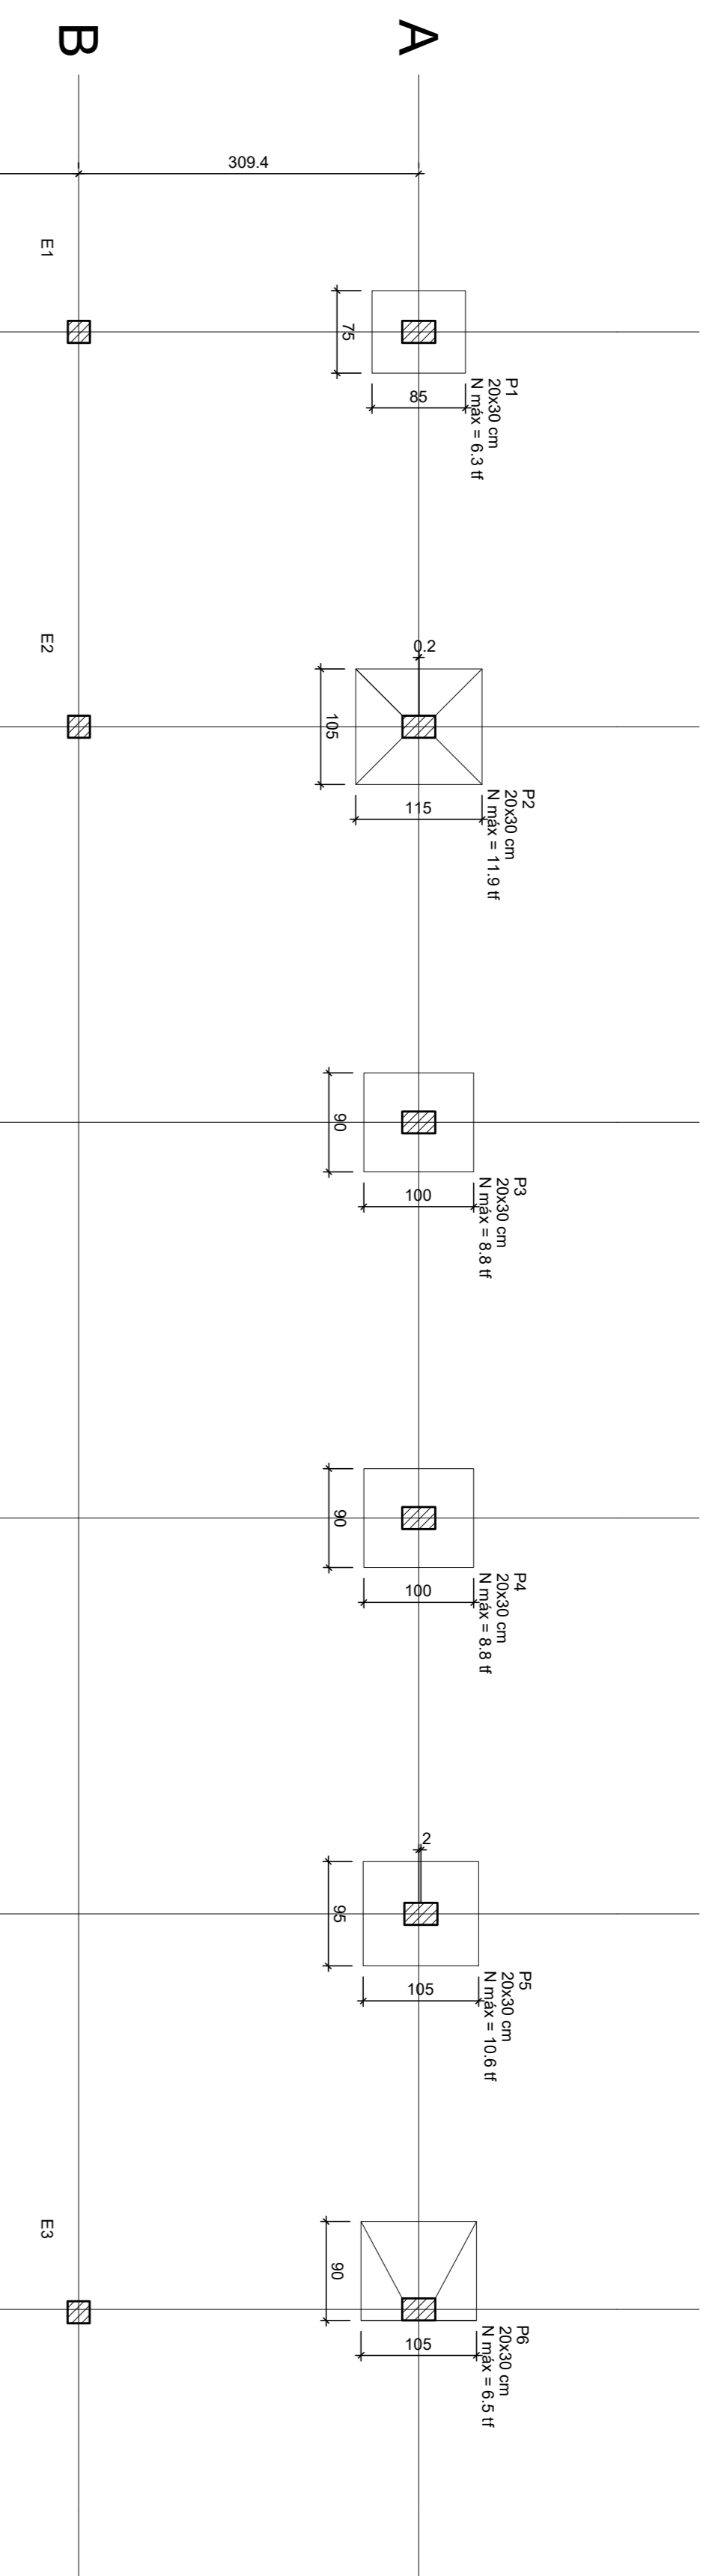 B
A
309.4
E1
75
85
P1
20x30 cm
N máx = 6.3 tf
E2
0.2
105
115
P2
20x30 cm
N máx = 11.9 tf
90
100
P3
20x30 cm
N máx = 8.8 tf
90
100
P4
20x30 cm
N máx = 8.8 tf
2
95
105
P5
20x30 cm
N máx = 10.6 tf
E3
90
105
P6
20x30 cm
N máx = 6.5 tf